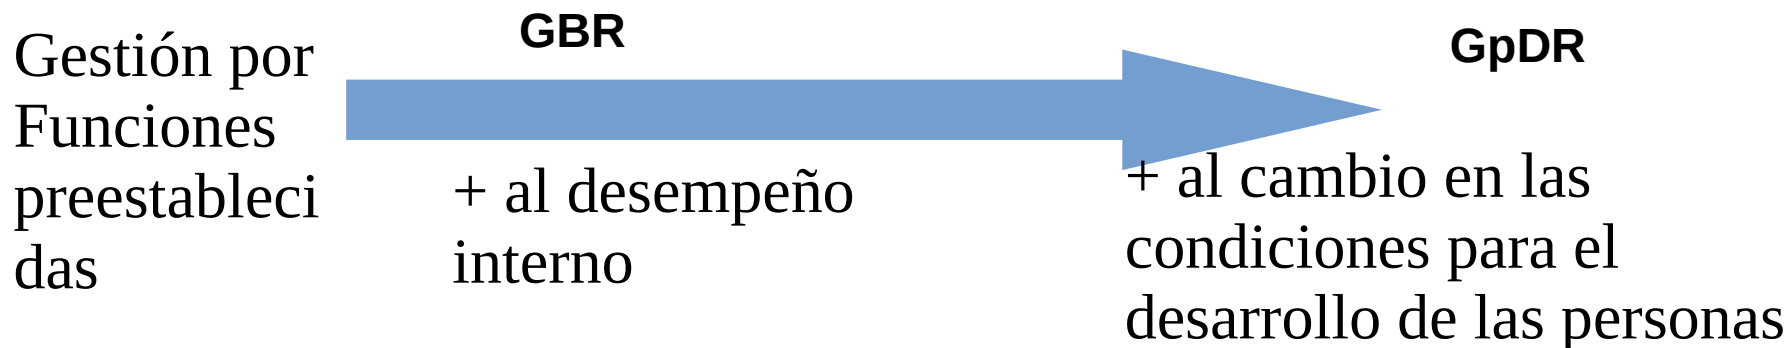 Gestión por
Funciones
preestableci
das
GBR
+ al desempeño
interno
GpDR
+ al cambio en las
condiciones para el
desarrollo de las personas